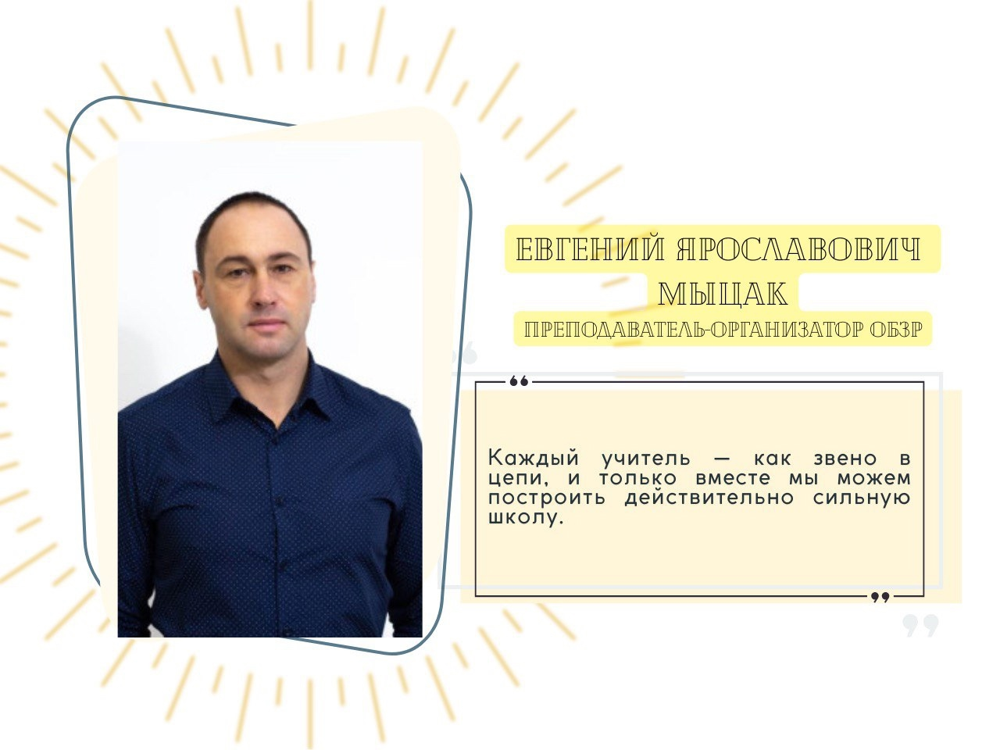 ЕВГЕНИЙ ЯРОСЛАВОВИЧ
МЫЦАК
ПРЕПОДАВАТЕЛЬ-ОРГАНИЗАТОР ОБЗР
Каждый учитель — как звено в
цепи, и только вместе мы можем
построить действительно сильную
школу.